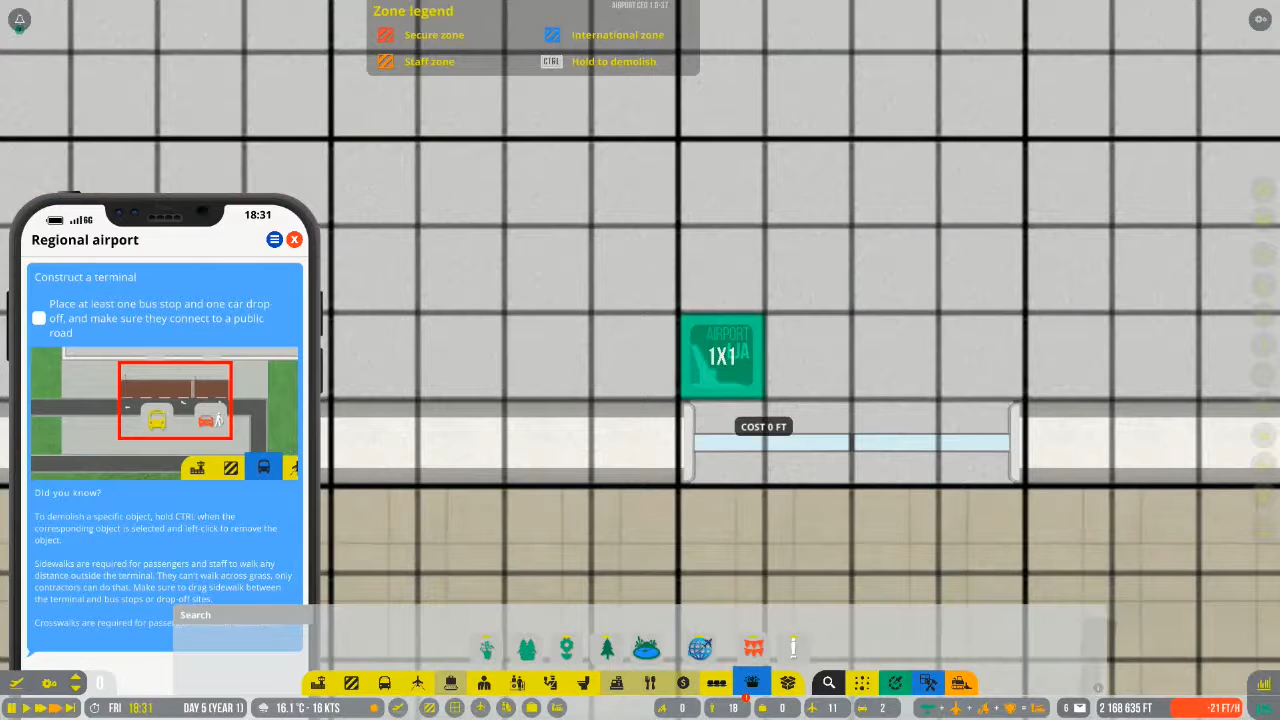 Zone legend
AIRPORT CEO 1.0-37
Secure zone
International zone
Staff zone
CTRL
Hold to demolish
6G
18:31
Regional airport
Construct a terminal
Place at least one bus stop and one car drop-
off, and make sure they connect to a public
road
Did you know?
To demolish a specific object, hold CTRL when the
corresponding object is selected and left-click to remove the
object.
Sidewalks are required for passengers and staff to walk any
distance outside the terminal. They can't walk across grass, only
contractors can do that. Make sure to drag sidewalk between
the terminal and bus stops or drop-off sites.
Crosswalks are required for
Search
AIRPORT
1X1
COST 0 FT
0
FRI 18:31
DAY 5 (YEAR 1)
16.1°C - 16 KTS
0
18
0
11
2
6
2 168 635 FT
-21 FT/H